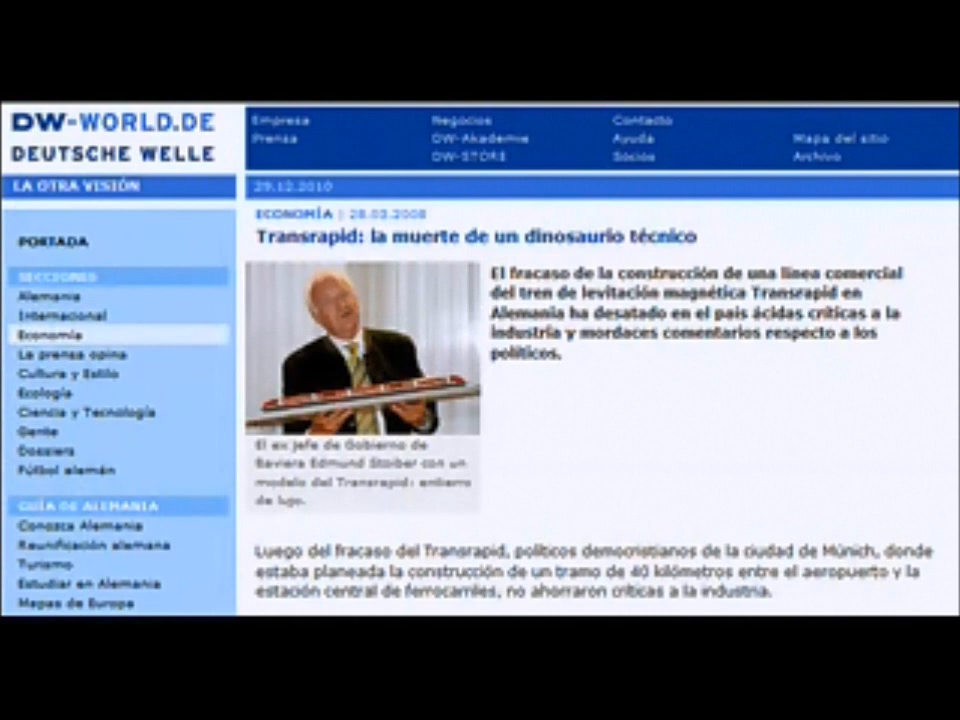 DW-WORLD.DE
DEUTSCHE WELLE
Empresa
Prensa
Negocios
DW-Akademie
DW-STORE
Contacto
Ayuda
Socios
Mapa del sitio
Archivo
LA OTRA VISIÓN
29.12.2010
PORTADA
SECCIONES
Alemania
Internacional
Economía
La prensa opina
Cultura y Estilo
Ecología
Ciencia y Tecnología
Gente
Dossiers
Fútbol alemán
GUÍA DE ALEMANIA
Conozca Alemania
Reunificación alemana
Turismo
Estudiar en Alemania
Mapas de Europa
ECONOMÍA | 28.03.2008
Transrapid: la muerte de un dinosaurio técnico
El fracaso de la construcción de una línea comercial
del tren de levitación magnética Transrapid en
Alemania ha desatado en el país ácidas críticas a la
industria y mordaces comentarios respecto a los
políticos.
El ex jefe de Gobierno de
Baviera Edmund Stoiber con un
modelo del Transrapid: entierro
de lujo.
Luego del fracaso del Transrapid, políticos democristianos de la ciudad de Múnich, donde
estaba planeada la construcción de un tramo de 40 kilómetros entre el aeropuerto y la
estación central de ferrocarriles, no ahorraron críticas a la industria.